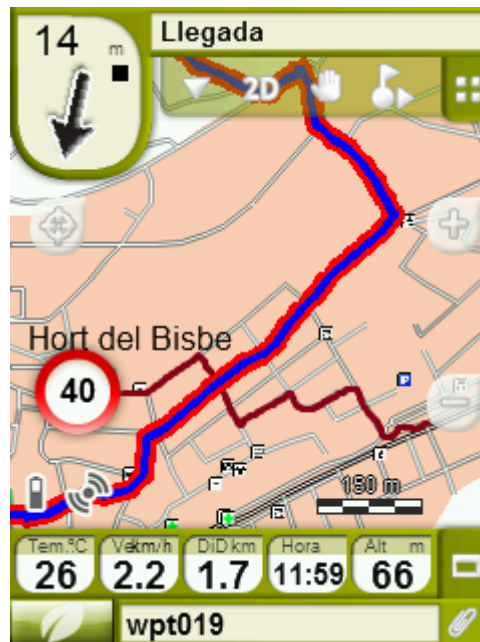 14 m
Llegada
2D
Hort del Bisbe
40
150 m
Tem.°C
26
Vel km/h
2.2
DiD km
1.7
Hora
11:59
Alt m
66
wpt019